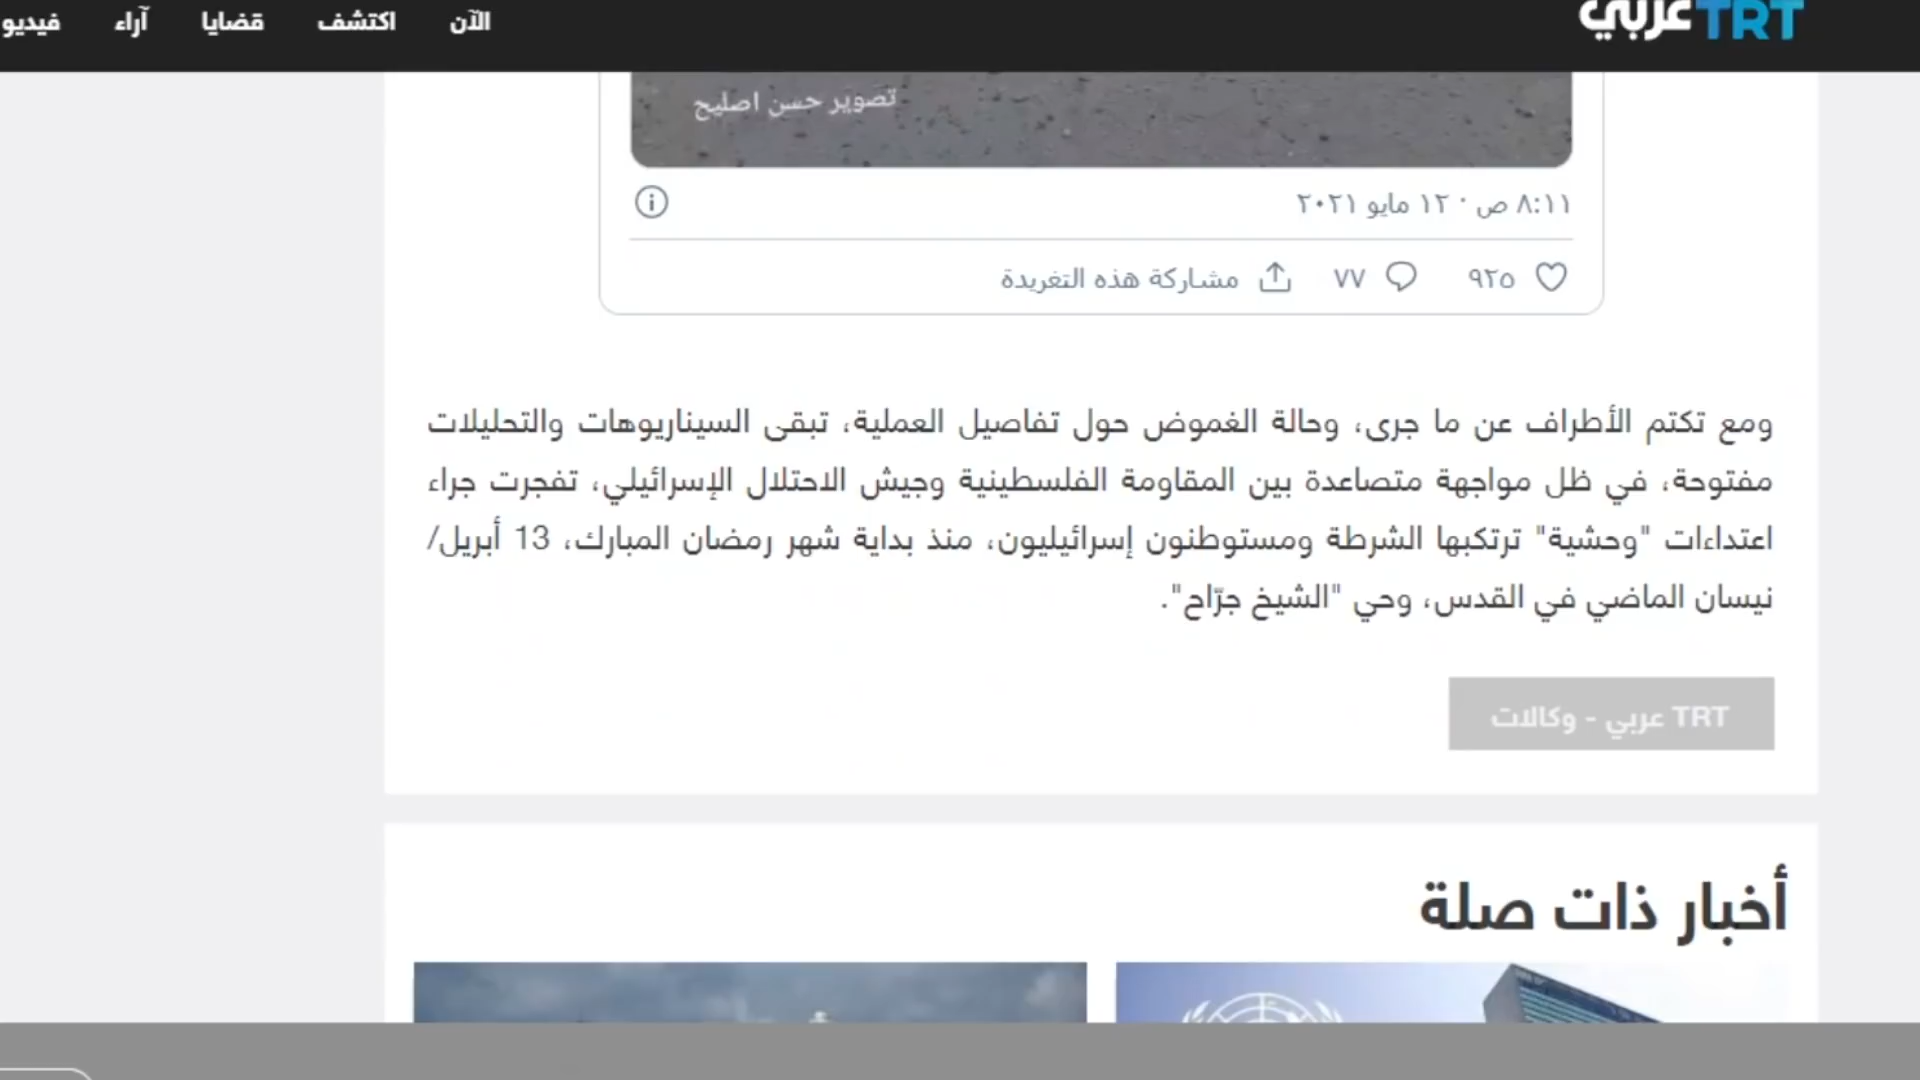 TRT عربي
الآن
اكتشف
قضايا
آراء
فيديو
تصوير حسن اصليح
٨:١١ ص · ١٢ مايو ٢٠٢١
٩٢٥
٧٧
مشاركة هذه التغريدة
ومع تكتم الأطراف عن ما جرى، وحالة الغموض حول تفاصيل العملية، تبقى السيناريوهات والتحليلات
مفتوحة، في ظل مواجهة متصاعدة بين المقاومة الفلسطينية وجيش الاحتلال الإسرائيلي، تفجرت جراء
اعتداءات "وحشية" ترتكبها الشرطة ومستوطنون إسرائيليون، منذ بداية شهر رمضان المبارك، 13 أبريل/
نيسان الماضي في القدس، وحي "الشيخ جرّاح".
TRT عربي - وكالات
أخبار ذات صلة